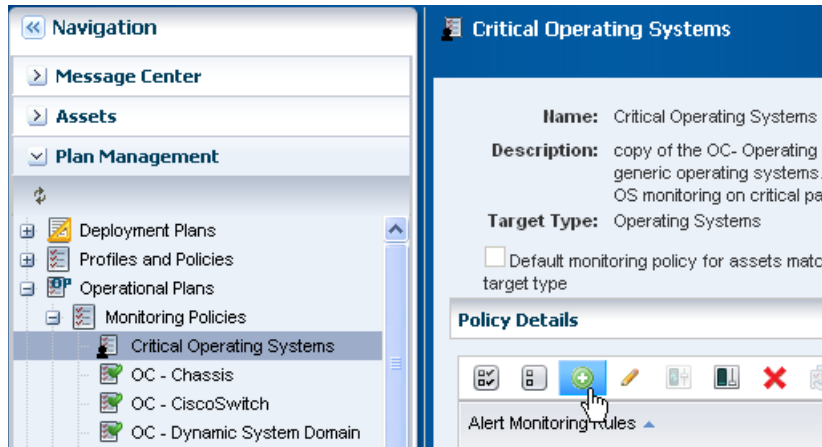 Navigation
Message Center
Assets
Plan Management
Deployment Plans
Profiles and Policies
Operational Plans
Monitoring Policies
Critical Operating Systems
OC - Chassis
OC - CiscoSwitch
OC - Dynamic System Domain
Critical Operating Systems
Name: Critical Operating Systems
Description: copy of the OC- Operating
generic operating systems.
OS monitoring on critical pa
Target Type: Operating Systems
Default monitoring policy for assets matc
target type
Policy Details
Alert Monitoring Rules